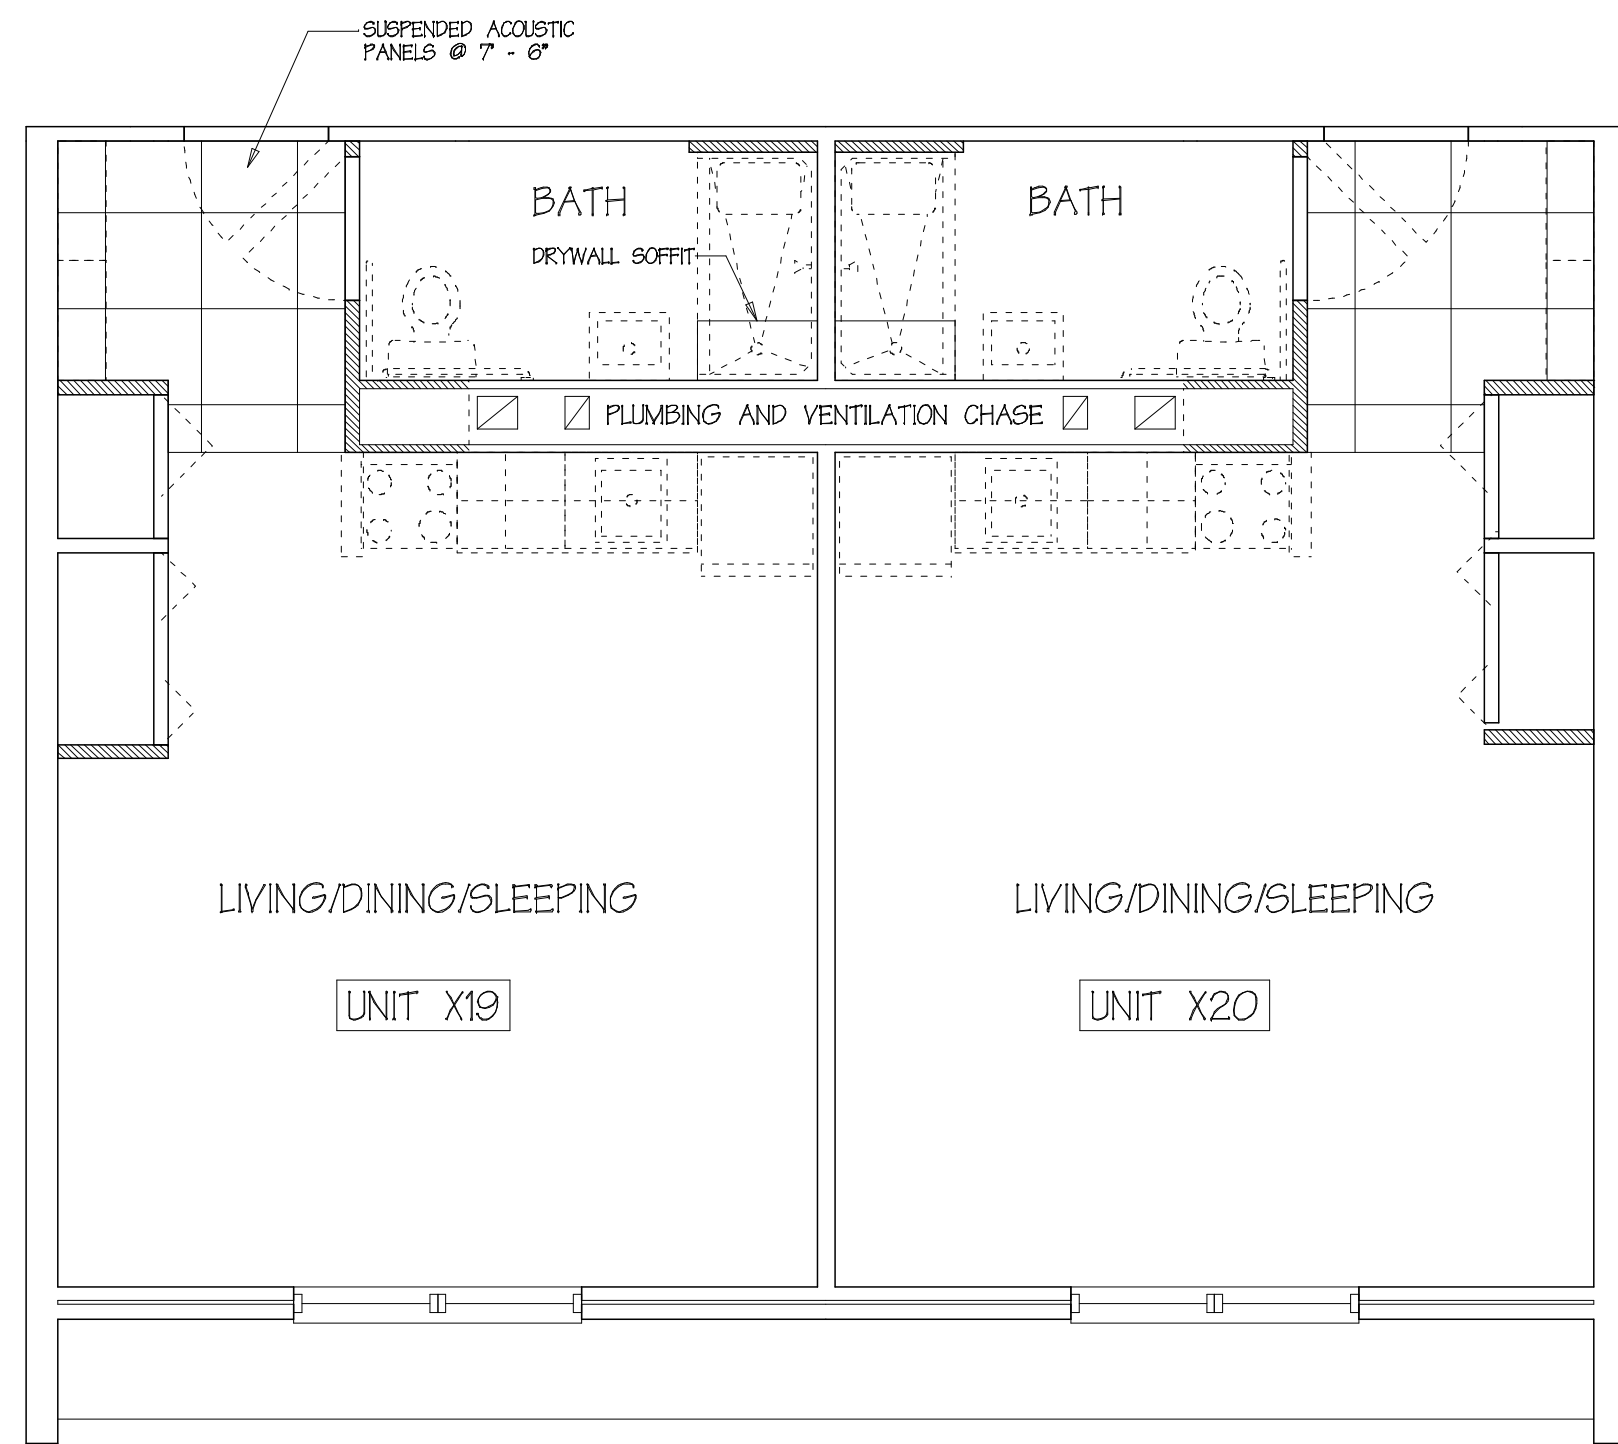 SUSPENDED ACOUSTIC
PANELS @ 7' - 6"
BATH
BATH
DRYWALL SOFFIT
PLUMBING AND VENTILATION CHASE
LIVING/DINING/SLEEPING
LIVING/DINING/SLEEPING
UNIT X19
UNIT X20